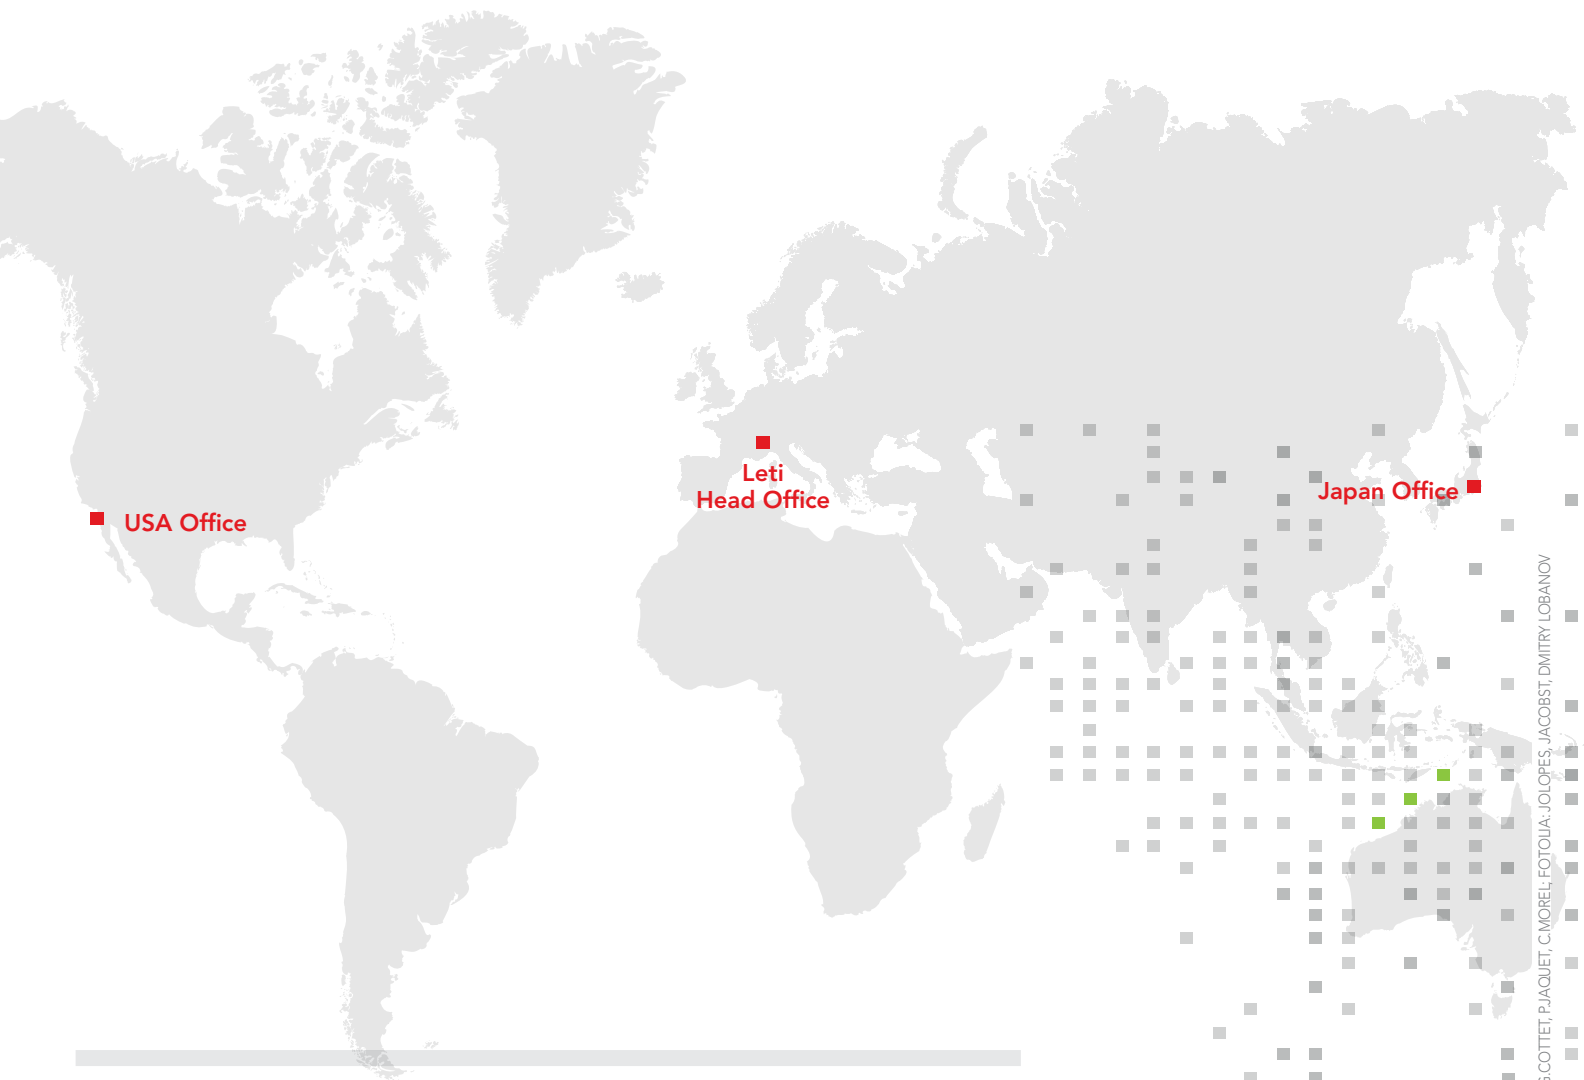 Leti
Head Office
Japan Office
USA Office
.COTTET, P.JAQUET, C.MOREL; FOTOLIA: JOLOPES, JACOBST, DMITRY LOBANOV